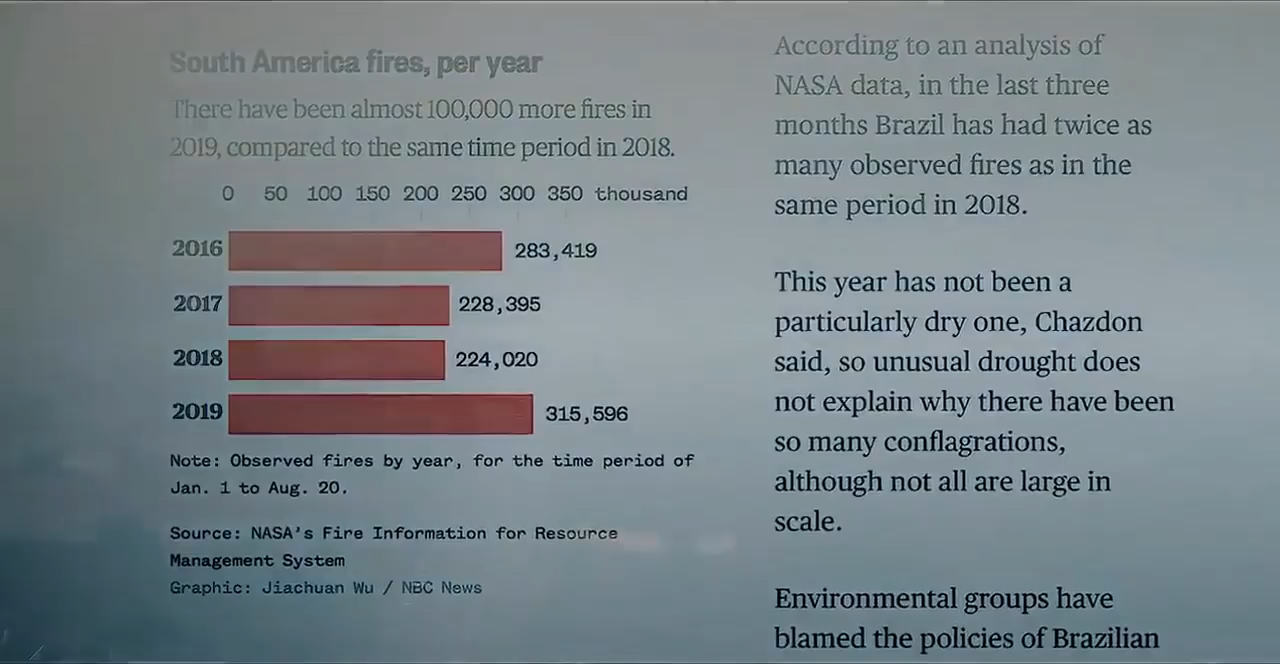 South America fires, per year
There have been almost 100,000 more fires in
2019, compared to the same time period in 2018.
0 50 100 150 200 250 300 350 thousand
2016 283,419
2017 228,395
2018 224,020
2019 315,596
Note: Observed fires by year, for the time period of
Jan. 1 to Aug. 20.
Source: NASA's Fire Information for Resource
Management System
Graphic: Jiachuan Wu / NBC News
According to an analysis of
NASA data, in the last three
months Brazil has had twice as
many observed fires as in the
same period in 2018.
This year has not been a
particularly dry one, Chazdon
said, so unusual drought does
not explain why there have been
so many conflagrations,
although not all are large in
scale.
Environmental groups have
blamed the policies of Brazilian